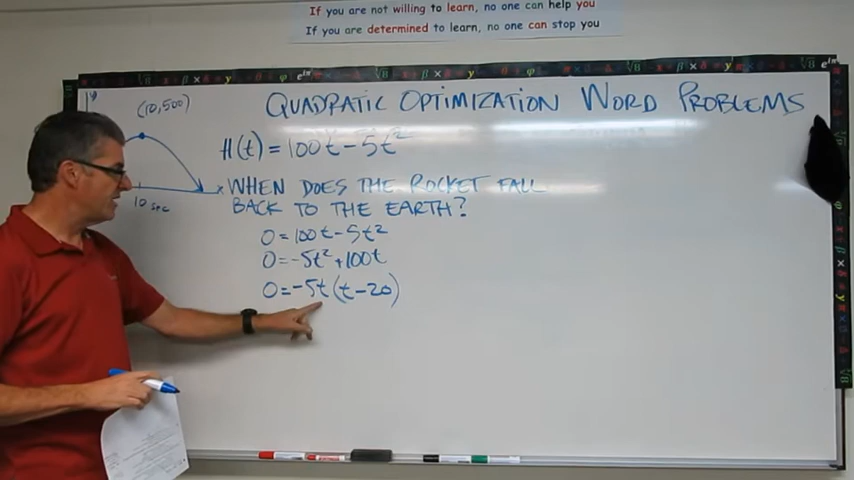 If you are not willing to learn, no one can help you
If you are determined to learn, no one can stop you
QUADRATIC OPTIMIZATION WORD PROBLEMS
y
(10,500)
H(t) = 100t - 5t²
x
10 SEC
WHEN DOES THE ROCKET FALL
BACK TO THE EARTH?
0 = 100t - 5t²
0 = -5t² + 100t
0 = -5t(t - 20)